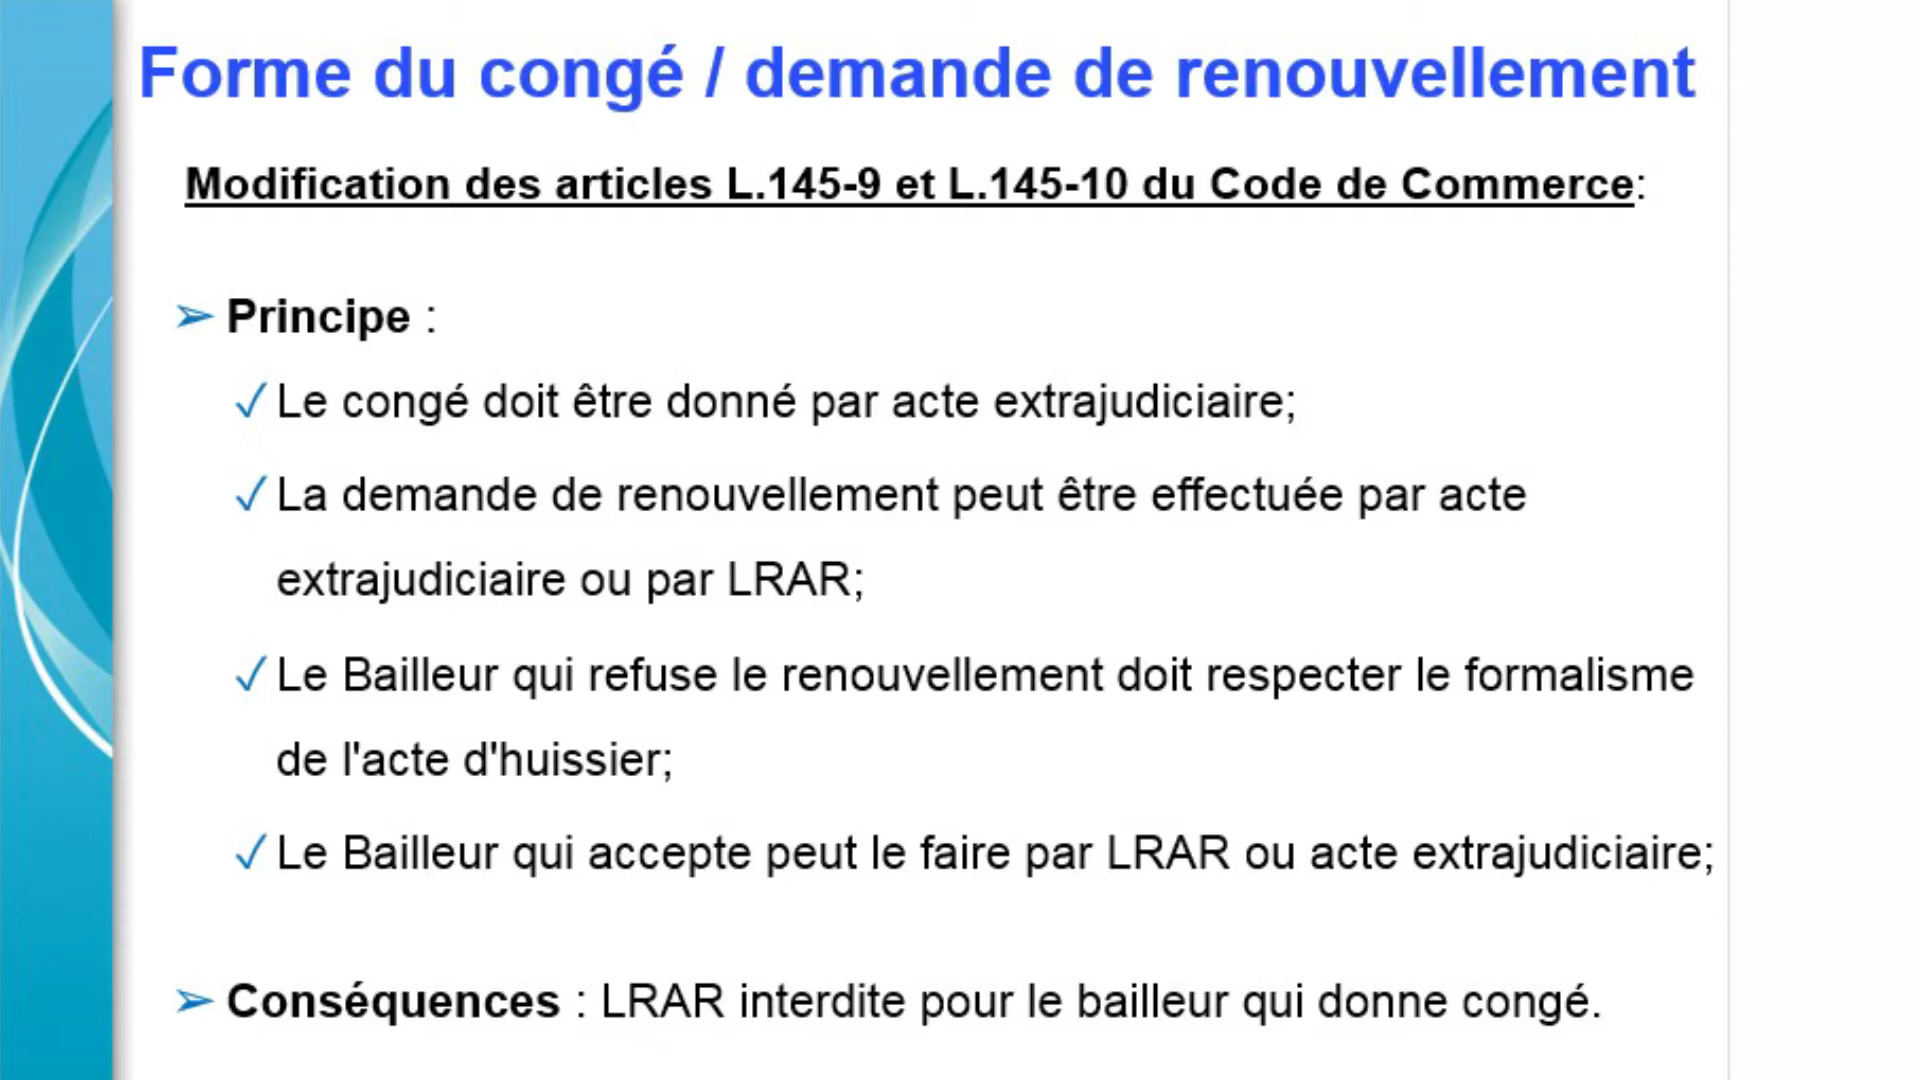 Forme du congé / demande de renouvellement
Modification des articles L.145-9 et L.145-10 du Code de Commerce:
➢ Principe :
✓ Le congé doit être donné par acte extrajudiciaire;
✓ La demande de renouvellement peut être effectuée par acte
extrajudiciaire ou par LRAR;
✓ Le Bailleur qui refuse le renouvellement doit respecter le formalisme
de l'acte d'huissier;
✓ Le Bailleur qui accepte peut le faire par LRAR ou acte extrajudiciaire;
➢ Conséquences : LRAR interdite pour le bailleur qui donne congé.